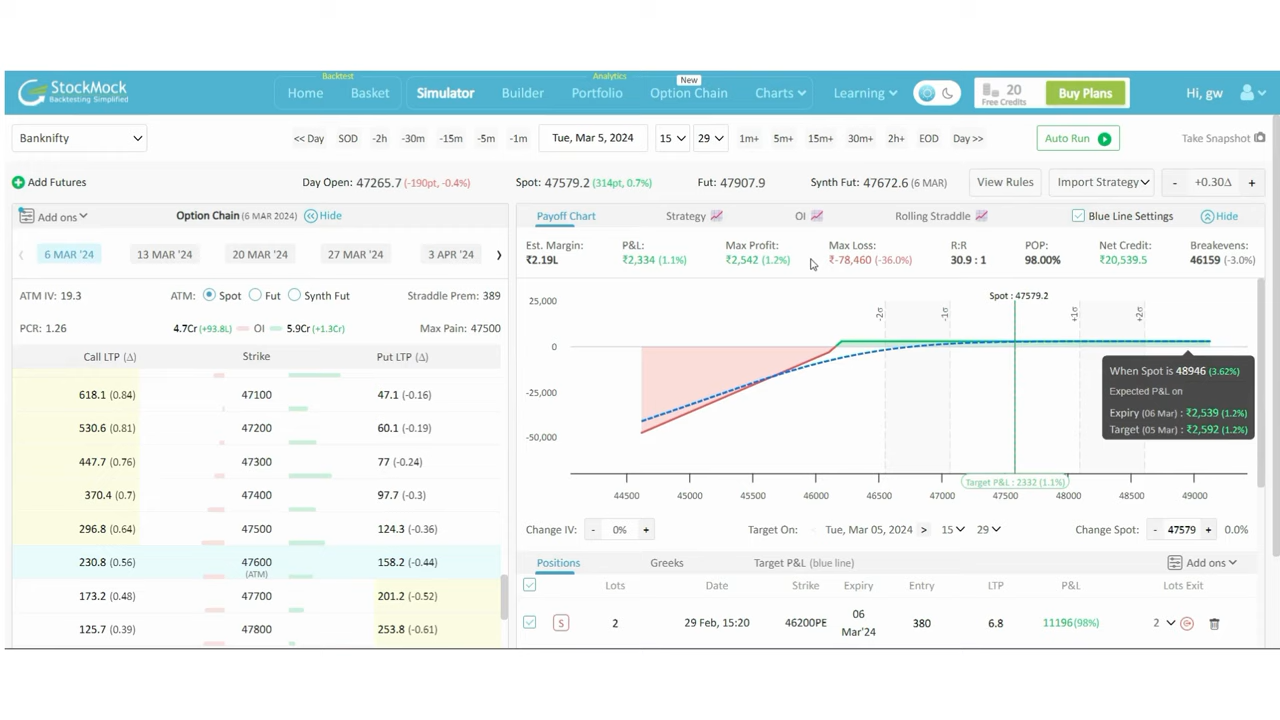 StockMock
Backtesting Simplified
Backtest
Home
Basket
Simulator
Builder
Analytics
Portfolio
New
Option Chain
Charts
Learning
20
Free Credits
Buy Plans
Hi, gw
Banknifty
<< Day SOD -2h -30m -15m -5m -1m Tue, Mar 5, 2024 15 29 1m+ 5m+ 15m+ 30m+ 2h+ EOD Day >>
Auto Run
Take Snapshot
Add Futures
Day Open: 47265.7 (-190pt, -0.4%)
Spot: 47579.2 (314pt, 0.7%)
Fut: 47907.9
Synth Fut: 47672.6 (6 MAR)
View Rules
Import Strategy
- +0.30Δ +
Add ons
Option Chain (6 MAR '2024)
Hide
6 MAR '24 13 MAR '24 20 MAR '24 27 MAR '24 3 APR '24
ATM IV: 19.3
ATM: Spot Fut Synth Fut
Straddle Prem: 389
PCR: 1.26
4.7Cr (+93.8L) OI 5.9Cr (+1.3Cr)
Max Pain: 47500
Call LTP (Δ) Strike Put LTP (Δ)
618.1 (0.84) 47100 47.1 (-0.16)
530.6 (0.81) 47200 60.1 (-0.19)
447.7 (0.76) 47300 77 (-0.24)
370.4 (0.7) 47400 97.7 (-0.3)
296.8 (0.64) 47500 124.3 (-0.36)
230.8 (0.56) 47600 158.2 (-0.44)
(ATM)
173.2 (0.48) 47700 201.2 (-0.52)
125.7 (0.39) 47800 253.8 (-0.61)
Payoff Chart
Strategy
OI
Rolling Straddle
Blue Line Settings
Hide
Est. Margin: P&L: Max Profit: Max Loss: R:R POP: Net Credit: Breakevens:
₹2.19L ₹2,334 (1.1%) ₹2,542 (1.2%) ₹-78,460 (-36.0%) 30.9 : 1 98.00% ₹20,539.5 46159 (-3.0%)
Spot : 47579.2
25,000
0
-25,000
-50,000
-2σ
-1σ
+1σ
+2σ
When Spot is 48946 (3.62%)
Expected P&L on
Expiry (06 Mar) : ₹2,539 (1.2%)
Target (05 Mar) : ₹2,592 (1.2%)
Target P&L : 2332 (1.1%)
44500 45000 45500 46000 46500 47000 47500 48000 48500 49000
Change IV: - 0% +
Target On: Tue, Mar 05, 2024 > 15 29
Change Spot: - 47579 + 0.0%
Positions
Greeks
Target P&L (blue line)
Add ons
Lots Date Strike Expiry Entry LTP P&L Lots Exit
S 2 29 Feb, 15:20 46200PE 06 Mar'24 380 6.8 11196(98%) 2